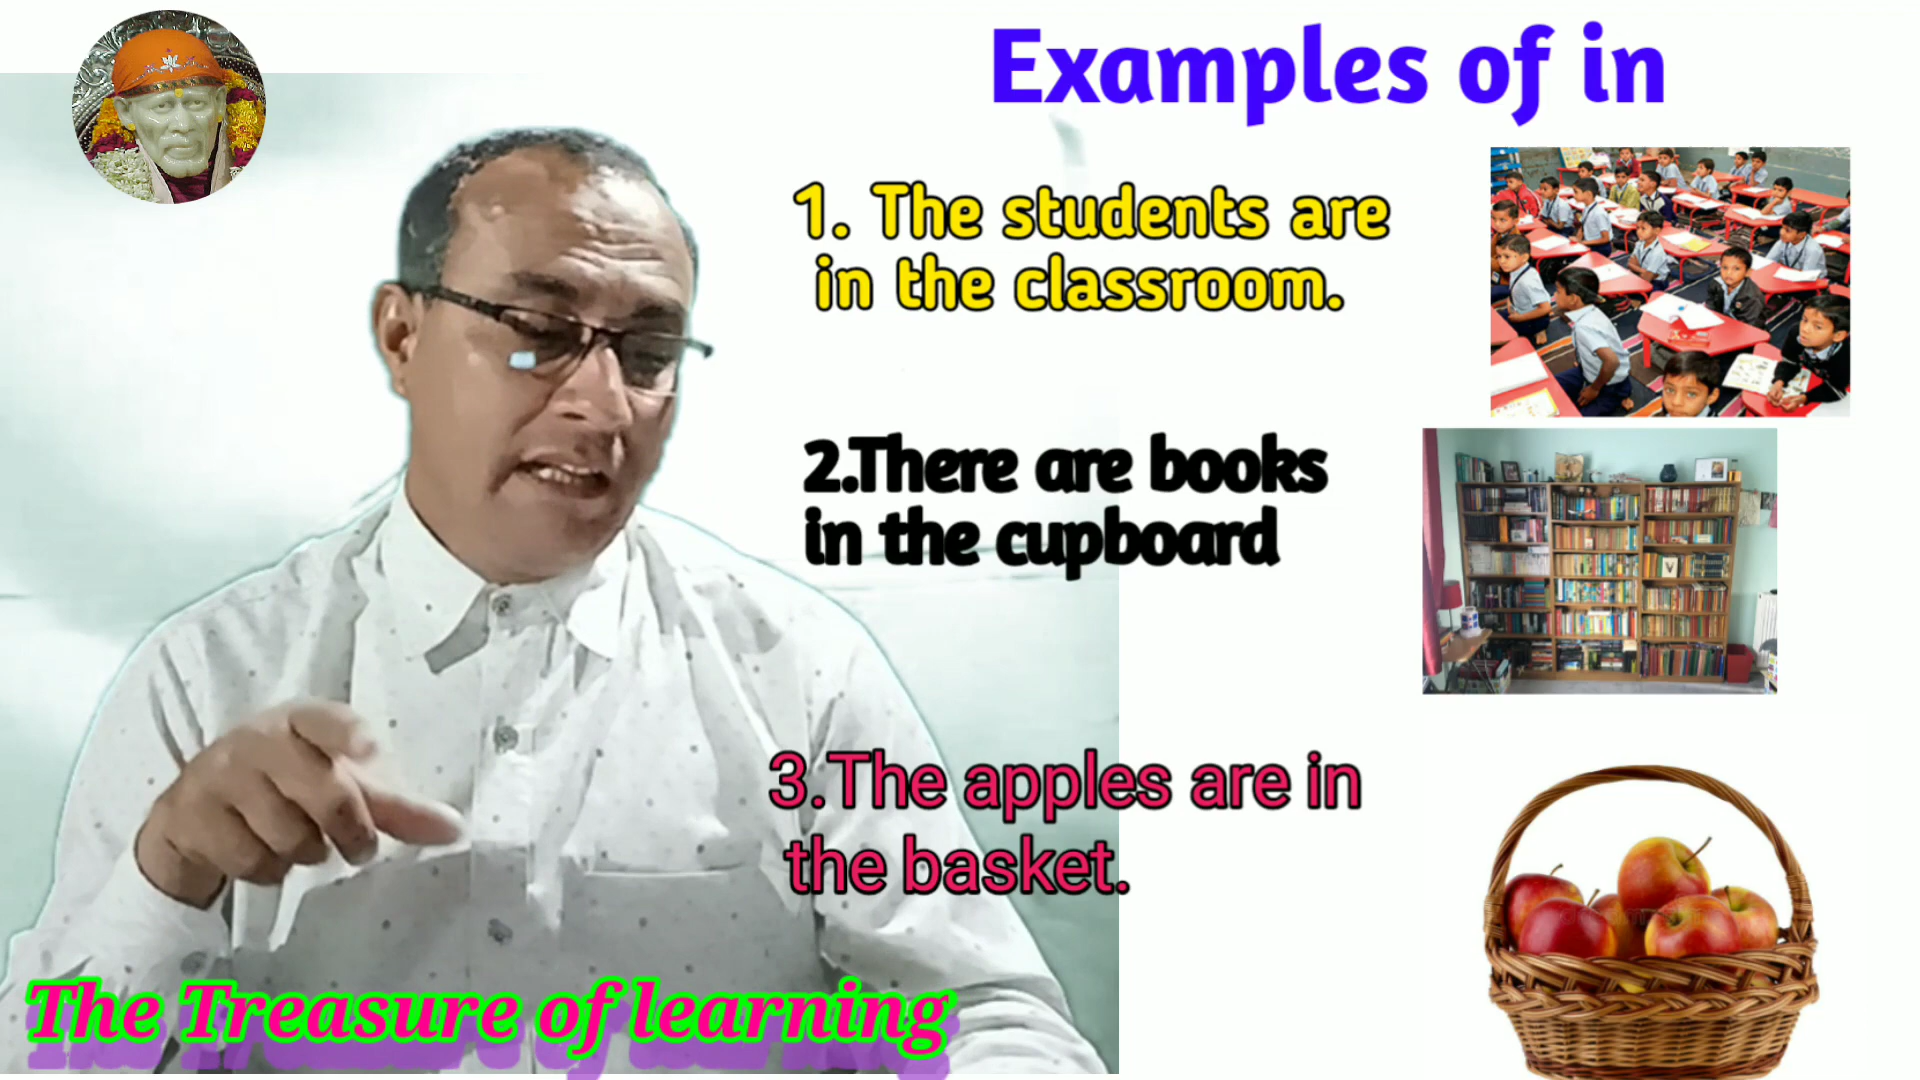 Examples of in
1. The students are
in the classroom.
2.There are books
in the cupboard
3.The apples are in
the basket.
The Treasure of learning